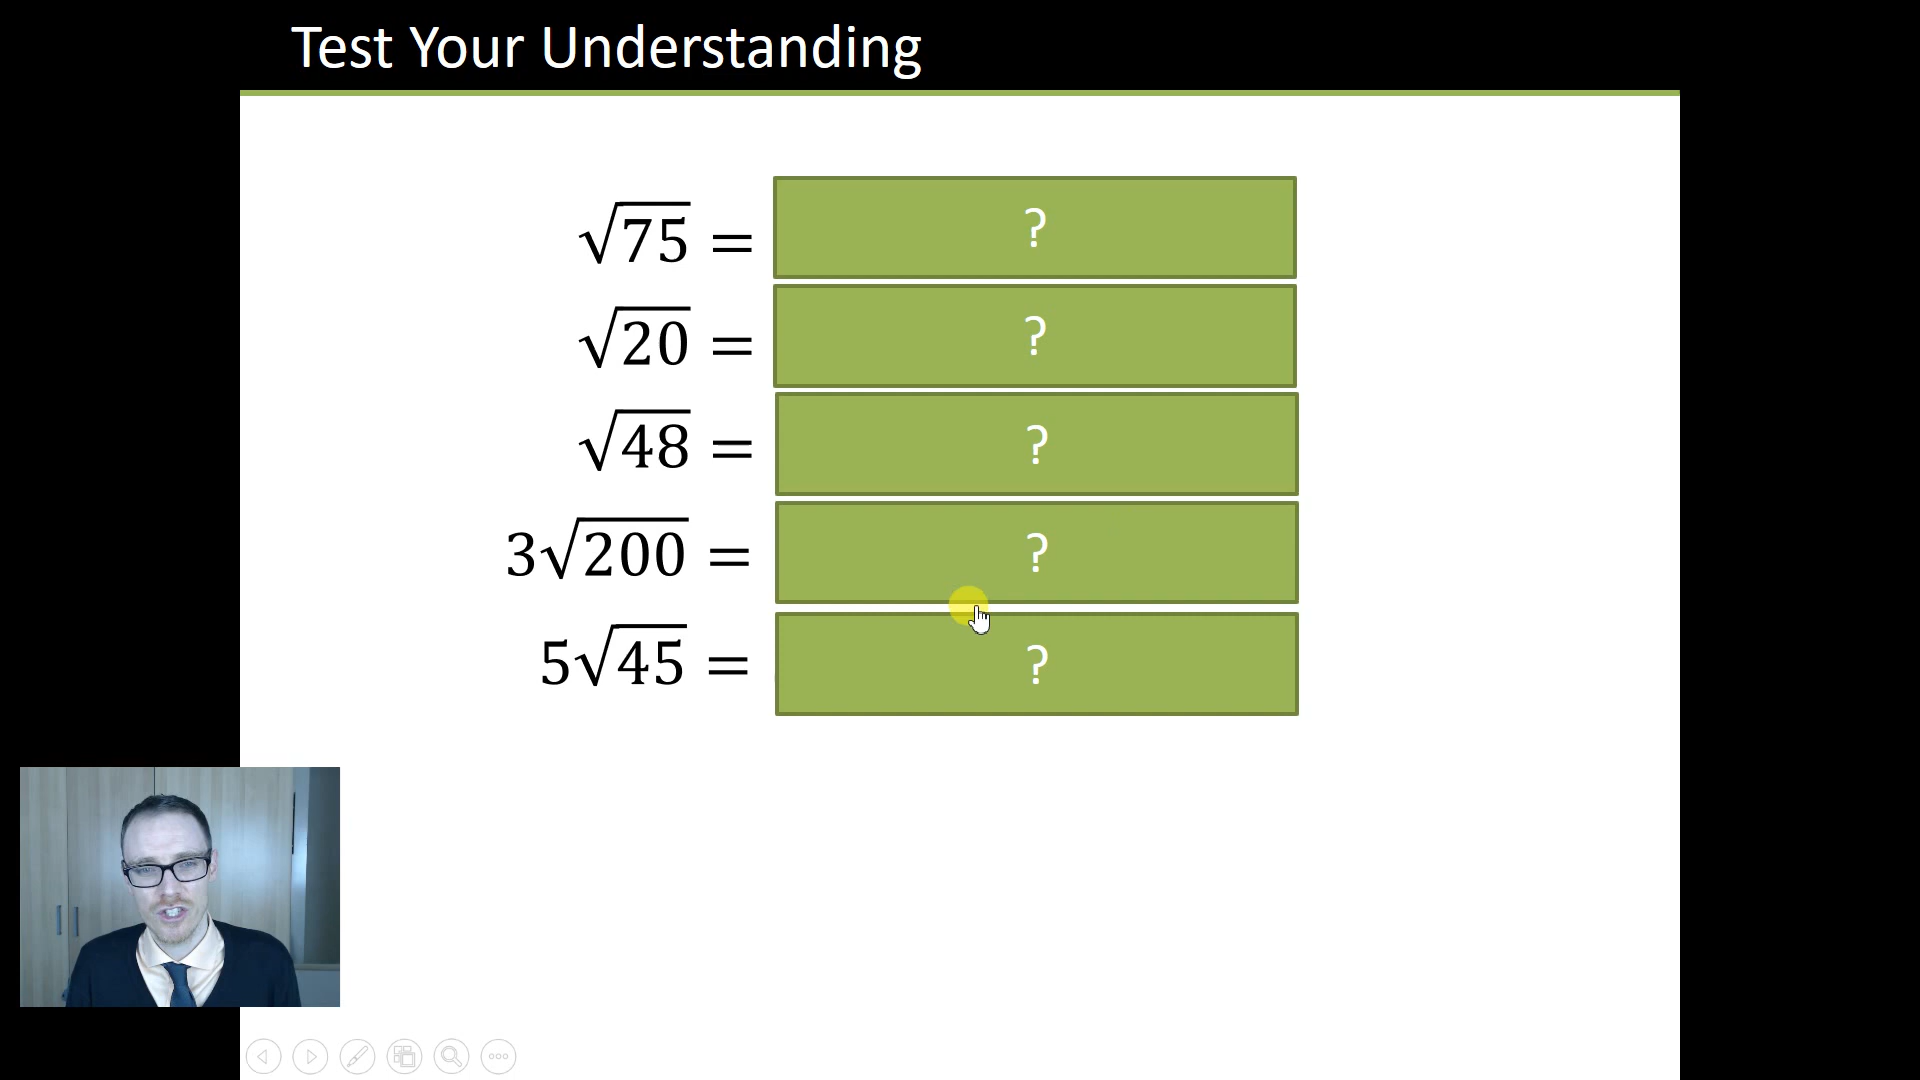 Test Your Understanding
√75 = ?
√20 = ?
√48 = ?
3√200 = ?
5√45 = ?